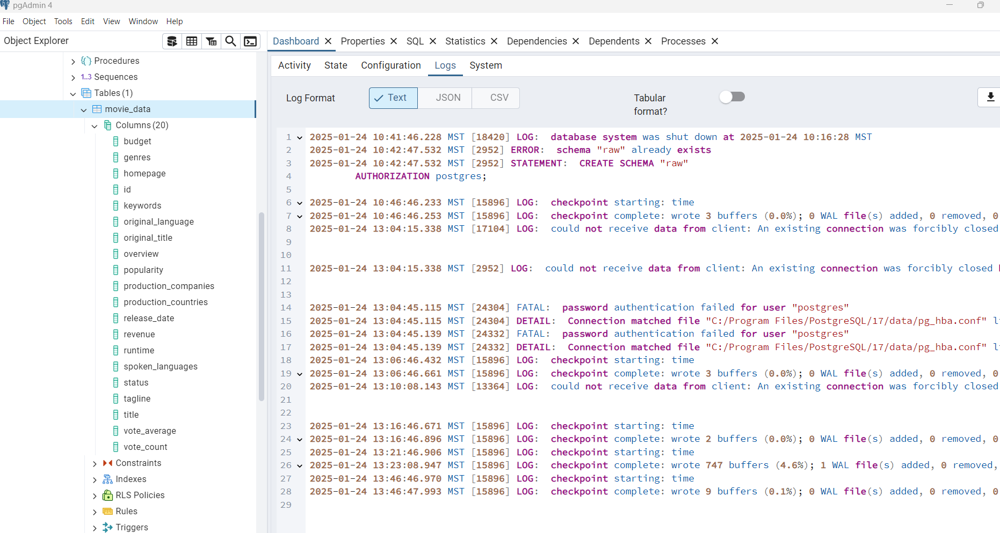 pgAdmin 4
File Object Tools Edit View Window Help
Object Explorer
Procedures
1..3 Sequences
Tables (1)
movie_data
Columns (20)
budget
genres
homepage
id
keywords
original_language
original_title
overview
popularity
production_companies
production_countries
release_date
revenue
runtime
spoken_languages
status
tagline
title
vote_average
vote_count
Constraints
Indexes
RLS Policies
Rules
Triggers
Dashboard Properties SQL Statistics Dependencies Dependents Processes
Activity State Configuration Logs System
Log Format Text JSON CSV
Tabular
format?
1 2025-01-24 10:41:46.228 MST [18420] LOG: database system was shut down at 2025-01-24 10:16:28 MST
2 2025-01-24 10:42:47.532 MST [2952] ERROR: schema "raw" already exists
3 2025-01-24 10:42:47.532 MST [2952] STATEMENT: CREATE SCHEMA "raw"
4 AUTHORIZATION postgres;
5
6 2025-01-24 10:46:46.233 MST [15896] LOG: checkpoint starting: time
7 2025-01-24 10:46:46.253 MST [15896] LOG: checkpoint complete: wrote 3 buffers (0.0%); 0 WAL file(s) added, 0 removed, 0
8 2025-01-24 13:04:15.338 MST [17104] LOG: could not receive data from client: An existing connection was forcibly closed
9
10
11 2025-01-24 13:04:15.338 MST [2952] LOG: could not receive data from client: An existing connection was forcibly closed
12
13
14 2025-01-24 13:04:45.115 MST [24304] FATAL: password authentication failed for user "postgres"
15 2025-01-24 13:04:45.115 MST [24304] DETAIL: Connection matched file "C:/Program Files/PostgreSQL/17/data/pg_hba.conf"
16 2025-01-24 13:04:45.139 MST [24332] FATAL: password authentication failed for user "postgres"
17 2025-01-24 13:04:45.139 MST [24332] DETAIL: Connection matched file "C:/Program Files/PostgreSQL/17/data/pg_hba.conf"
18 2025-01-24 13:06:46.432 MST [15896] LOG: checkpoint starting: time
19 2025-01-24 13:06:46.661 MST [15896] LOG: checkpoint complete: wrote 3 buffers (0.0%); 0 WAL file(s) added, 0 removed, 0
20 2025-01-24 13:10:08.143 MST [13364] LOG: could not receive data from client: An existing connection was forcibly closed
21
22
23 2025-01-24 13:16:46.671 MST [15896] LOG: checkpoint starting: time
24 2025-01-24 13:16:46.896 MST [15896] LOG: checkpoint complete: wrote 2 buffers (0.0%); 0 WAL file(s) added, 0 removed, 0
25 2025-01-24 13:21:46.906 MST [15896] LOG: checkpoint starting: time
26 2025-01-24 13:23:08.947 MST [15896] LOG: checkpoint complete: wrote 747 buffers (4.6%); 1 WAL file(s) added, 0 removed,
27 2025-01-24 13:46:46.970 MST [15896] LOG: checkpoint starting: time
28 2025-01-24 13:46:47.993 MST [15896] LOG: checkpoint complete: wrote 9 buffers (0.1%); 0 WAL file(s) added, 0 removed, 0
29